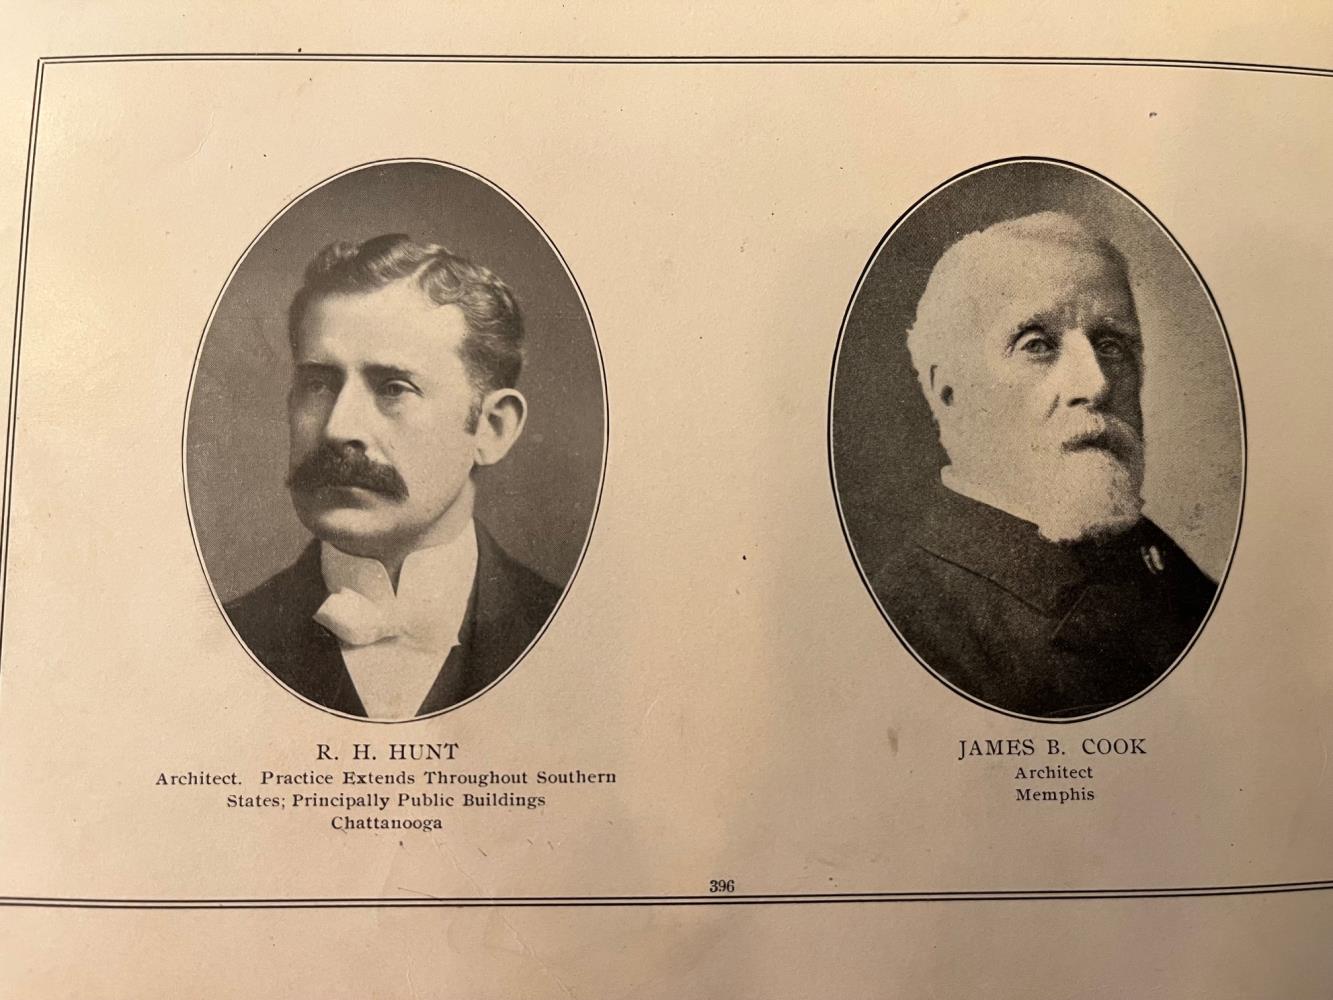 R. H. HUNT
Architect. Practice Extends Throughout Southern
States; Principally Public Buildings
Chattanooga
JAMES B. COOK
Architect
Memphis
396